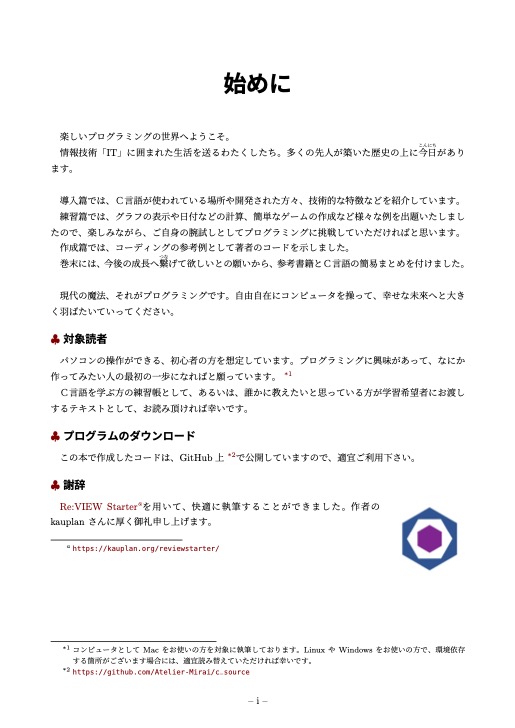 始めに
楽しいプログラミングの世界へようこそ。
情報技術「IT」に囲まれた生活を送るわたくしたち。多くの先人が築いた歴史の上に今日があり
こんにち
ます。
導入篇では、C言語が使われている場所や開発された方々、技術的な特徴などを紹介しています。
練習篇では、グラフの表示や日付などの計算、簡単なゲームの作成など様々な例を出題いたしまし
たので、楽しみながら、ご自身の腕試しとしてプログラミングに挑戦していただければと思います。
作成篇では、コーディングの参考例として著者のコードを示しました。
巻末には、今後の成長へ繋げて欲しいとの願いから、参考書籍とC言語の簡易まとめを付けました。
つな
現代の魔法、それがプログラミングです。自由自在にコンピュータを操って、幸せな未来へと大き
く羽ばたいていってください。
♣ 対象読者
パソコンの操作ができる、初心者の方を想定しています。プログラミングに興味があって、なにか
作ってみたい人の最初の一歩になればと願っています。 *1
C言語を学ぶ方の練習帳として、あるいは、誰かに教えたいと思っている方が学習希望者にお渡し
するテキストとして、お読み頂ければ幸いです。
♣ プログラムのダウンロード
この本で作成したコードは、GitHub 上 *2で公開していますので、適宜ご利用下さい。
♣ 謝辞
Re:VIEW Starterᵃを用いて、快適に執筆することができました。作者の
kauplan さんに厚く御礼申し上げます。
a https://kauplan.org/reviewstarter/
*1 コンピュータとして Mac をお使いの方を対象に執筆しております。Linux や Windows をお使いの方で、環境依存
する箇所がございます場合には、適宜読み替えていただければ幸いです。
*2 https://github.com/Atelier-Mirai/c_source
– i –